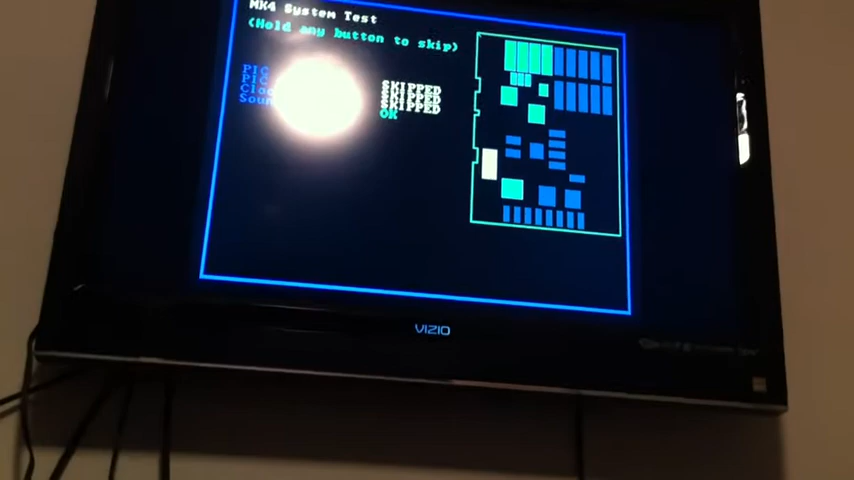 MK4 System Test
(Hold any button to skip)
PIC SKIPPED
PIC SKIPPED
SKIPPED
OK
VIZIO